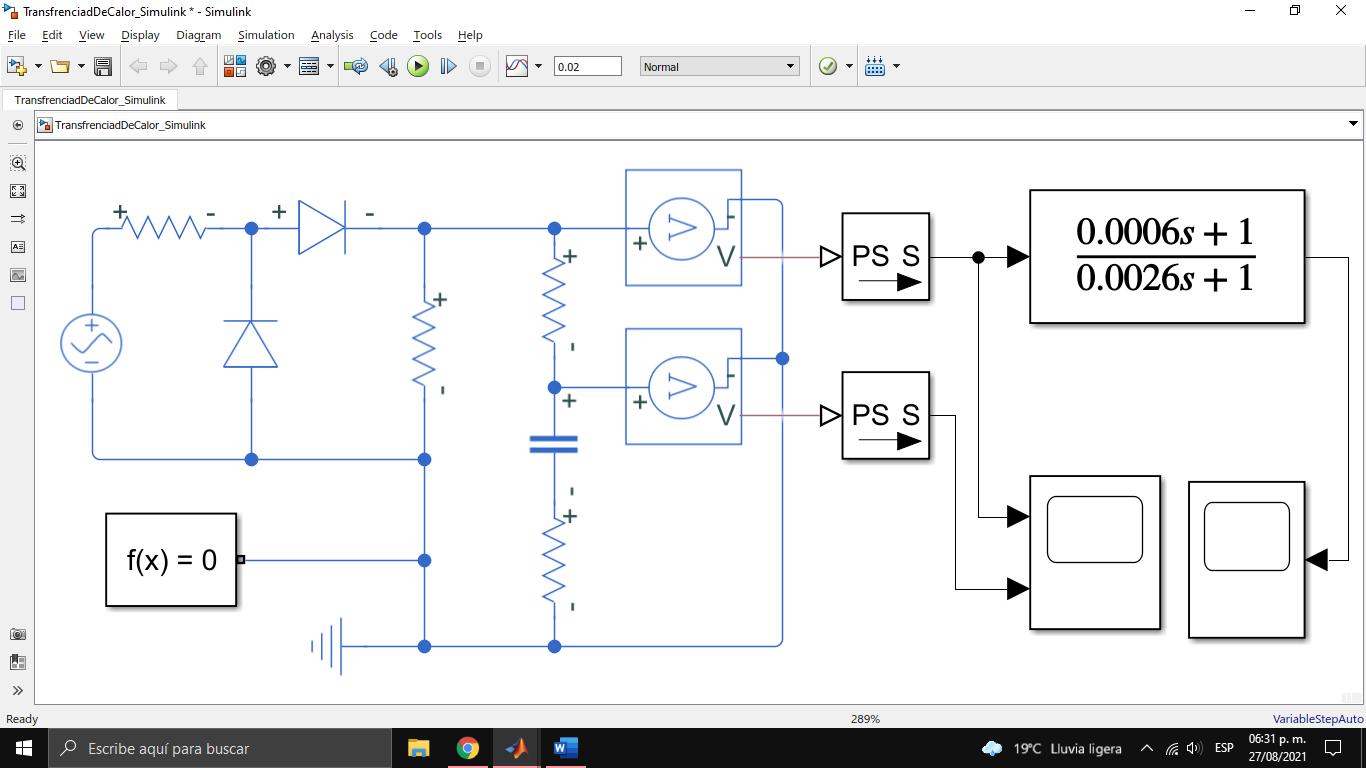 TransfrenciadDeCalor_Simulink * - Simulink
File Edit View Display Diagram Simulation Analysis Code Tools Help
0.02 Normal
TransfrenciadDeCalor_Simulink
TransfrenciadDeCalor_Simulink
+ - + -
+ - V
PS S
0.0006s + 1
0.0026s + 1
+
-
+
-
+
-
+ - V
PS S
+
-
+
-
f(x) = 0
Ready 289% VariableStepAuto
Escribe aquí para buscar
19°C Lluvia ligera ESP
06:31 p. m.
27/08/2021